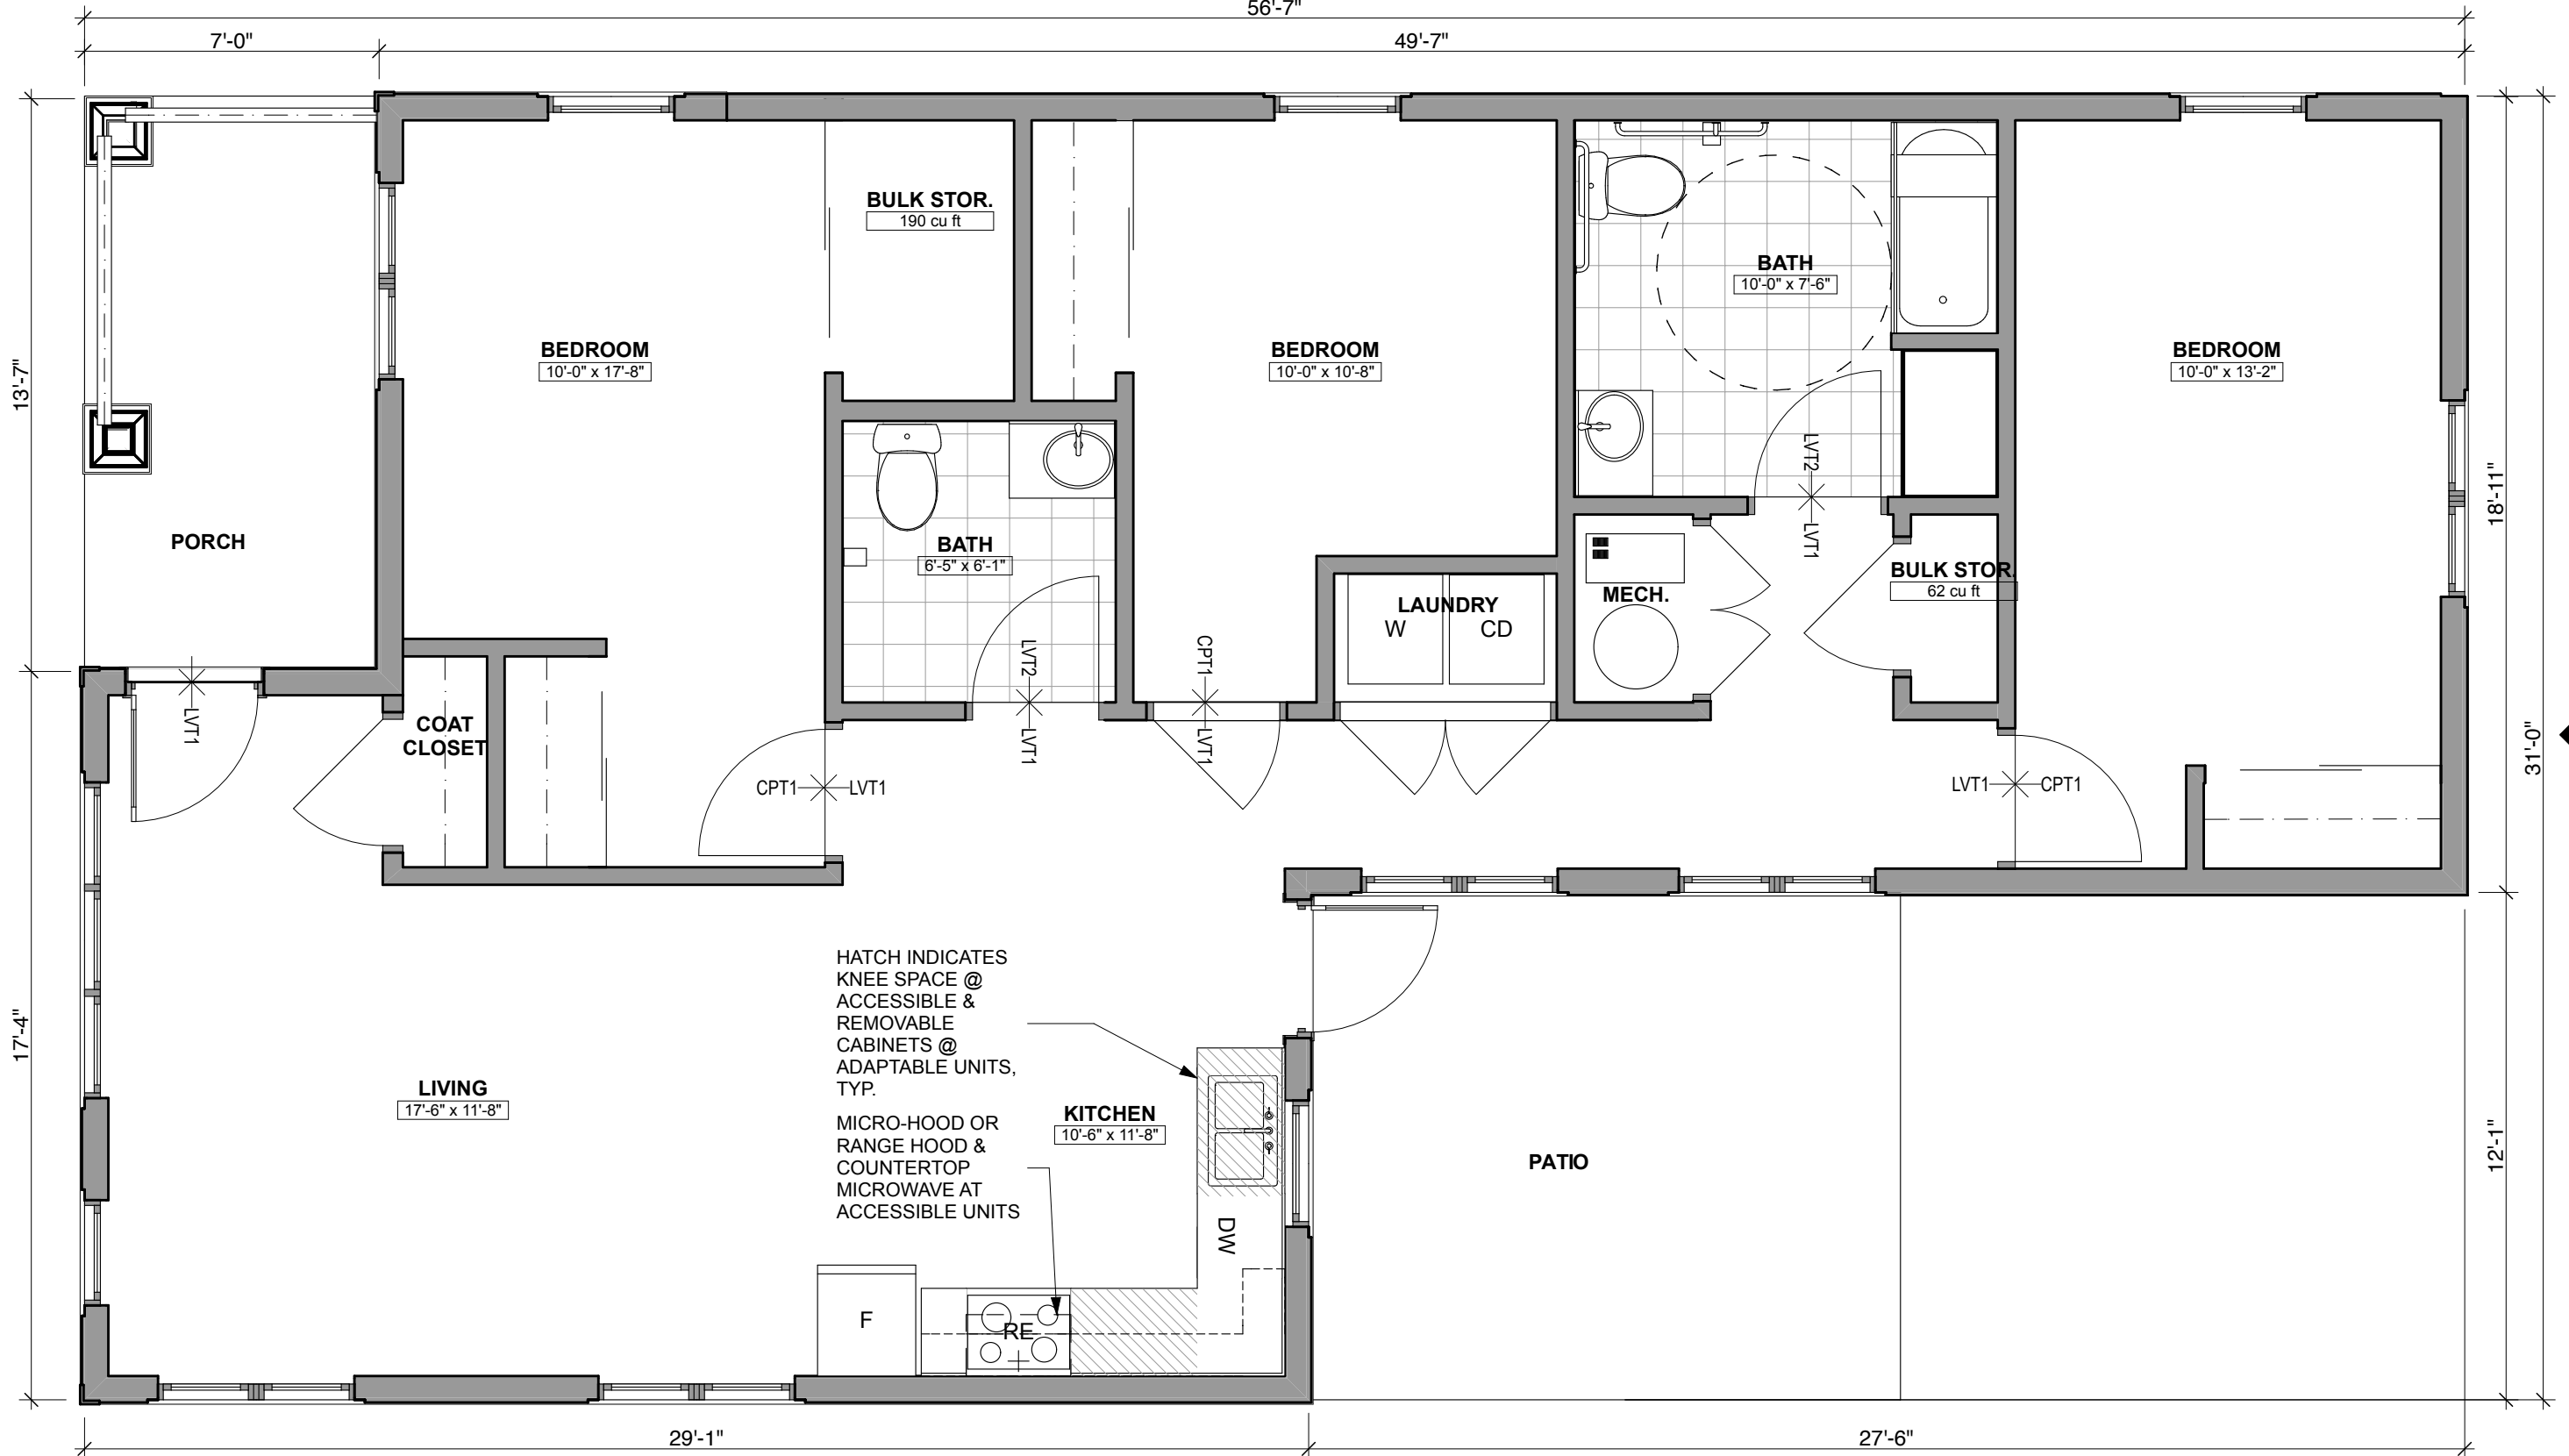 56'-7"
7'-0"
49'-7"
13'-7"
17'-4"
BULK STOR.
190 cu ft
BEDROOM
10'-0" x 17'-8"
BEDROOM
10'-0" x 10'-8"
BATH
10'-0" x 7'-6"
BEDROOM
10'-0" x 13'-2"
PORCH
BATH
6'-5" x 6'-1"
LAUNDRY
W
CD
MECH.
BULK STOR.
62 cu ft
LVT2
LVT1
LVT2
LVT1
CPT1
LVT1
LVT1
COAT
CLOSET
CPT1
LVT1
LVT1
CPT1
18'-11"
31'-0"
12'-1"
HATCH INDICATES
KNEE SPACE @
ACCESSIBLE &
REMOVABLE
CABINETS @
ADAPTABLE UNITS,
TYP.
MICRO-HOOD OR
RANGE HOOD &
COUNTERTOP
MICROWAVE AT
ACCESSIBLE UNITS
LIVING
17'-6" x 11'-8"
KITCHEN
10'-6" x 11'-8"
DW
F
RE
PATIO
29'-1"
27'-6"